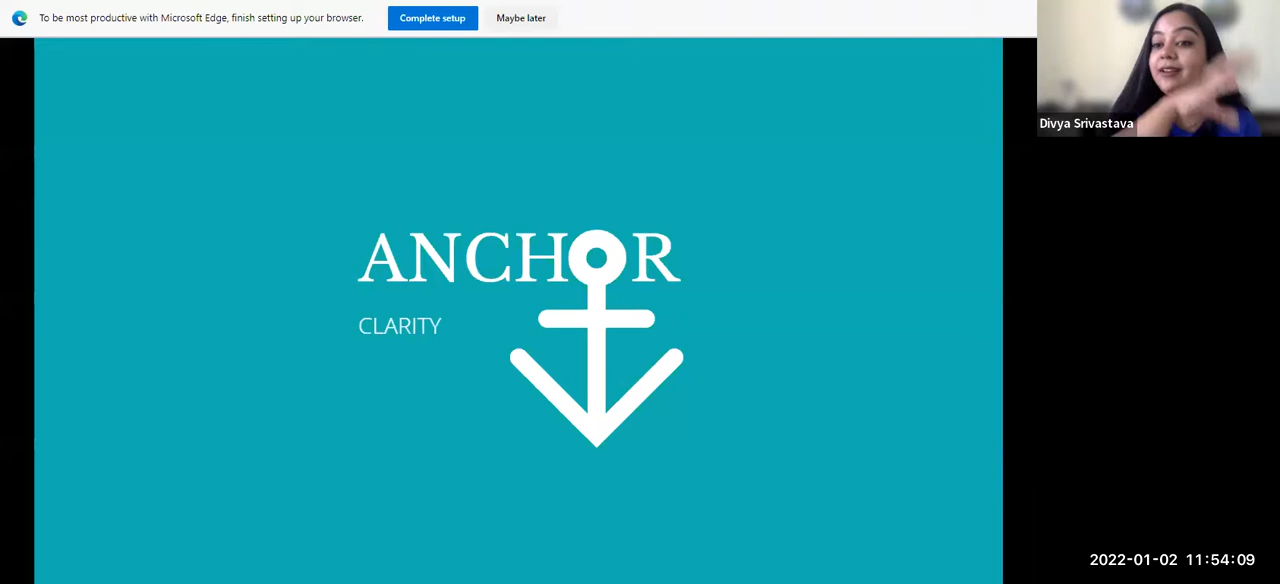 To be most productive with Microsoft Edge, finish setting up your browser.
Complete setup
Maybe later
Divya Srivastava
ANCHOR
CLARITY
2022-01-02 11:54:09